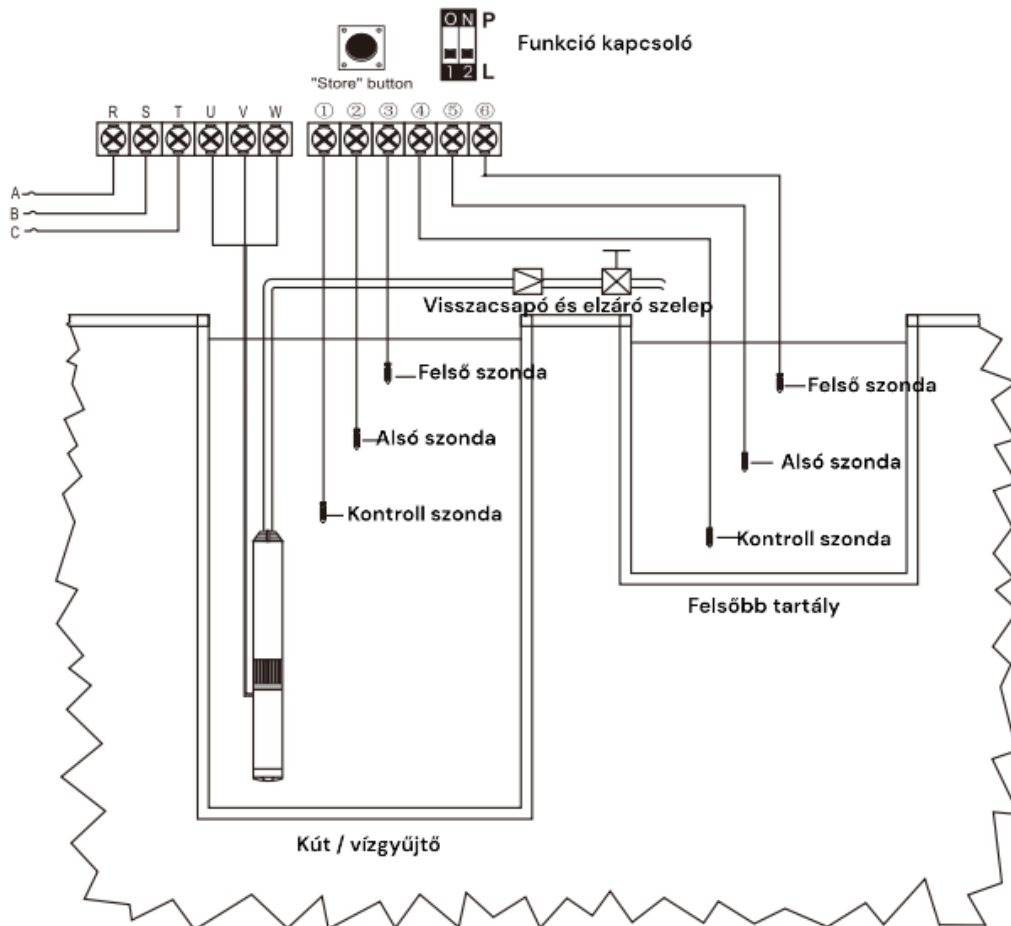 ON P
Funkció kapcsoló
1 2 L
"Store" button
R S T U V W ① ② ③ ④ ⑤ ⑥
A
B
C
Visszacsapó és elzáró szelep
Felső szonda
Felső szonda
Alsó szonda
Alsó szonda
Kontroll szonda
Kontroll szonda
Felsőbb tartály
Kút / vízgyűjtő